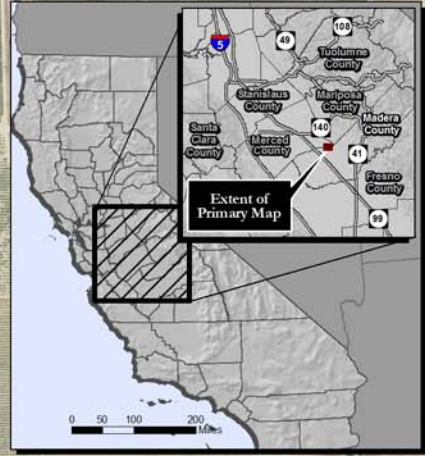 108
49
5
Tuolumne
County
Stanislaus
County
Mariposa
County
Madera
County
Santa
Clara
County
Merced
County
140
41
Fresno
County
Extent of
Primary Map
99
0 50 100 200
Miles